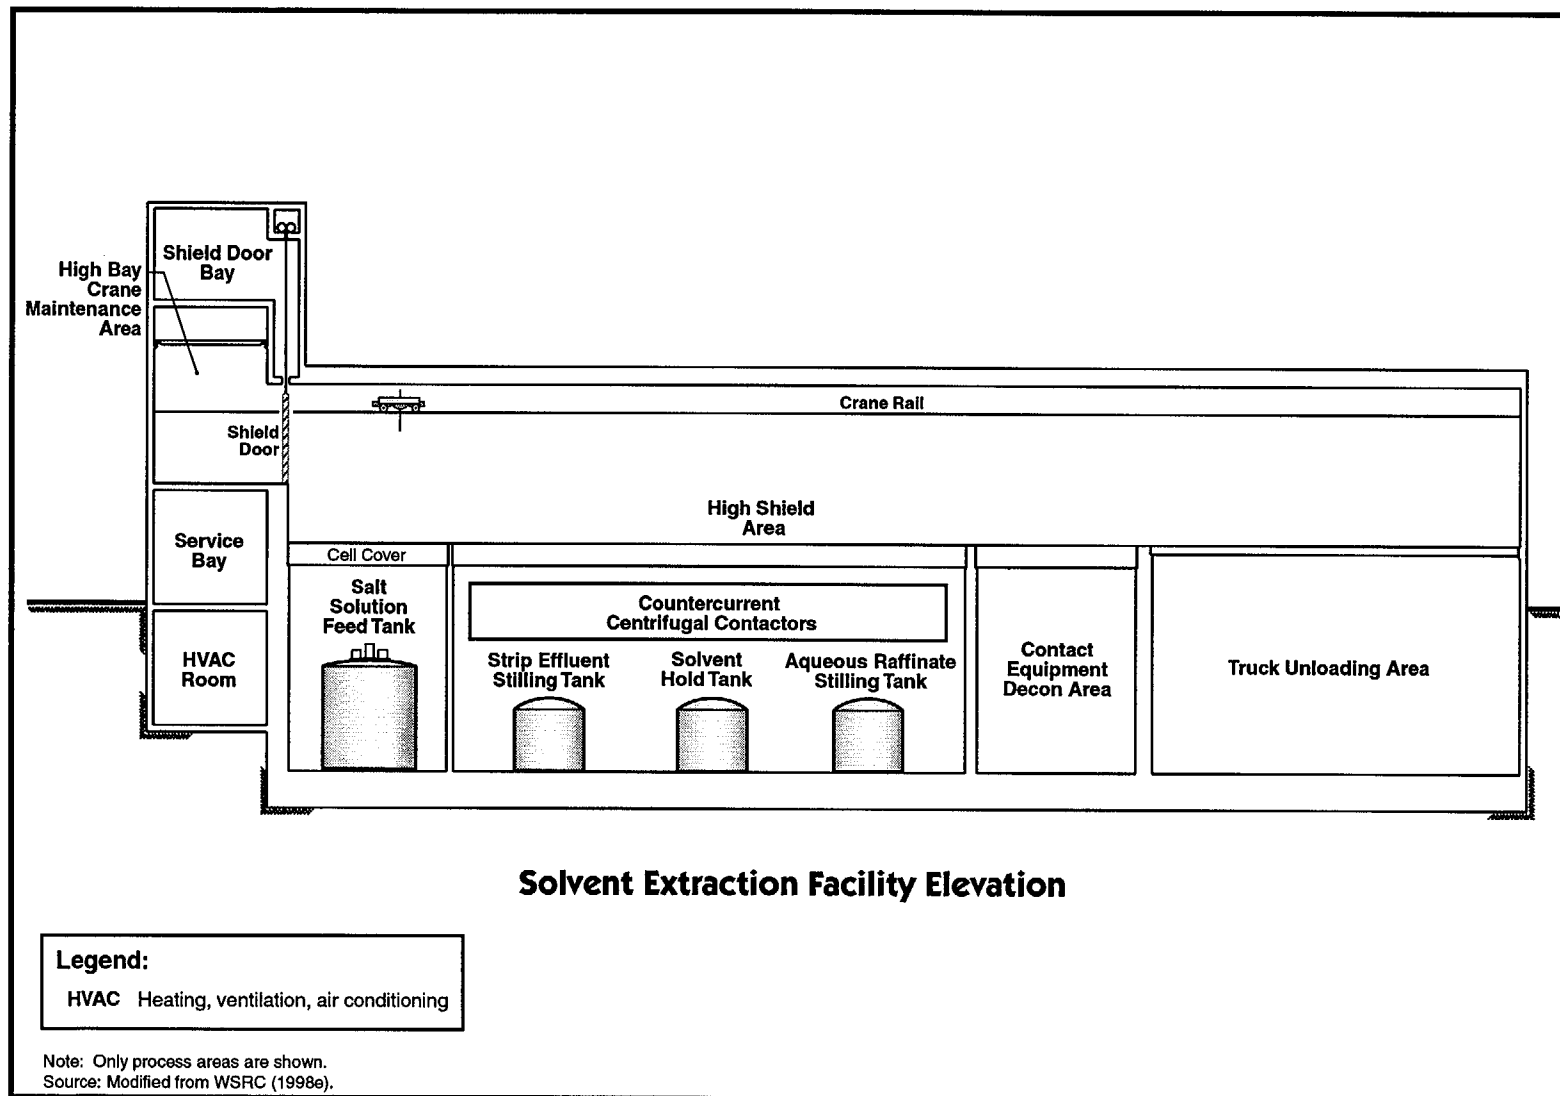 Shield Door
Bay
High Bay
Crane
Maintenance
Area
Crane Rail
Shield
Door
High Shield
Area
Service
Bay
Cell Cover
Salt
Solution
Feed Tank
Countercurrent
Centrifugal Contactors
HVAC
Room
Strip Effluent
Stilling Tank
Solvent
Hold Tank
Aqueous Raffinate
Stilling Tank
Contact
Equipment
Decon Area
Truck Unloading Area
Solvent Extraction Facility Elevation
Legend:
HVAC Heating, ventilation, air conditioning
Note: Only process areas are shown.
Source: Modified from WSRC (1998e).